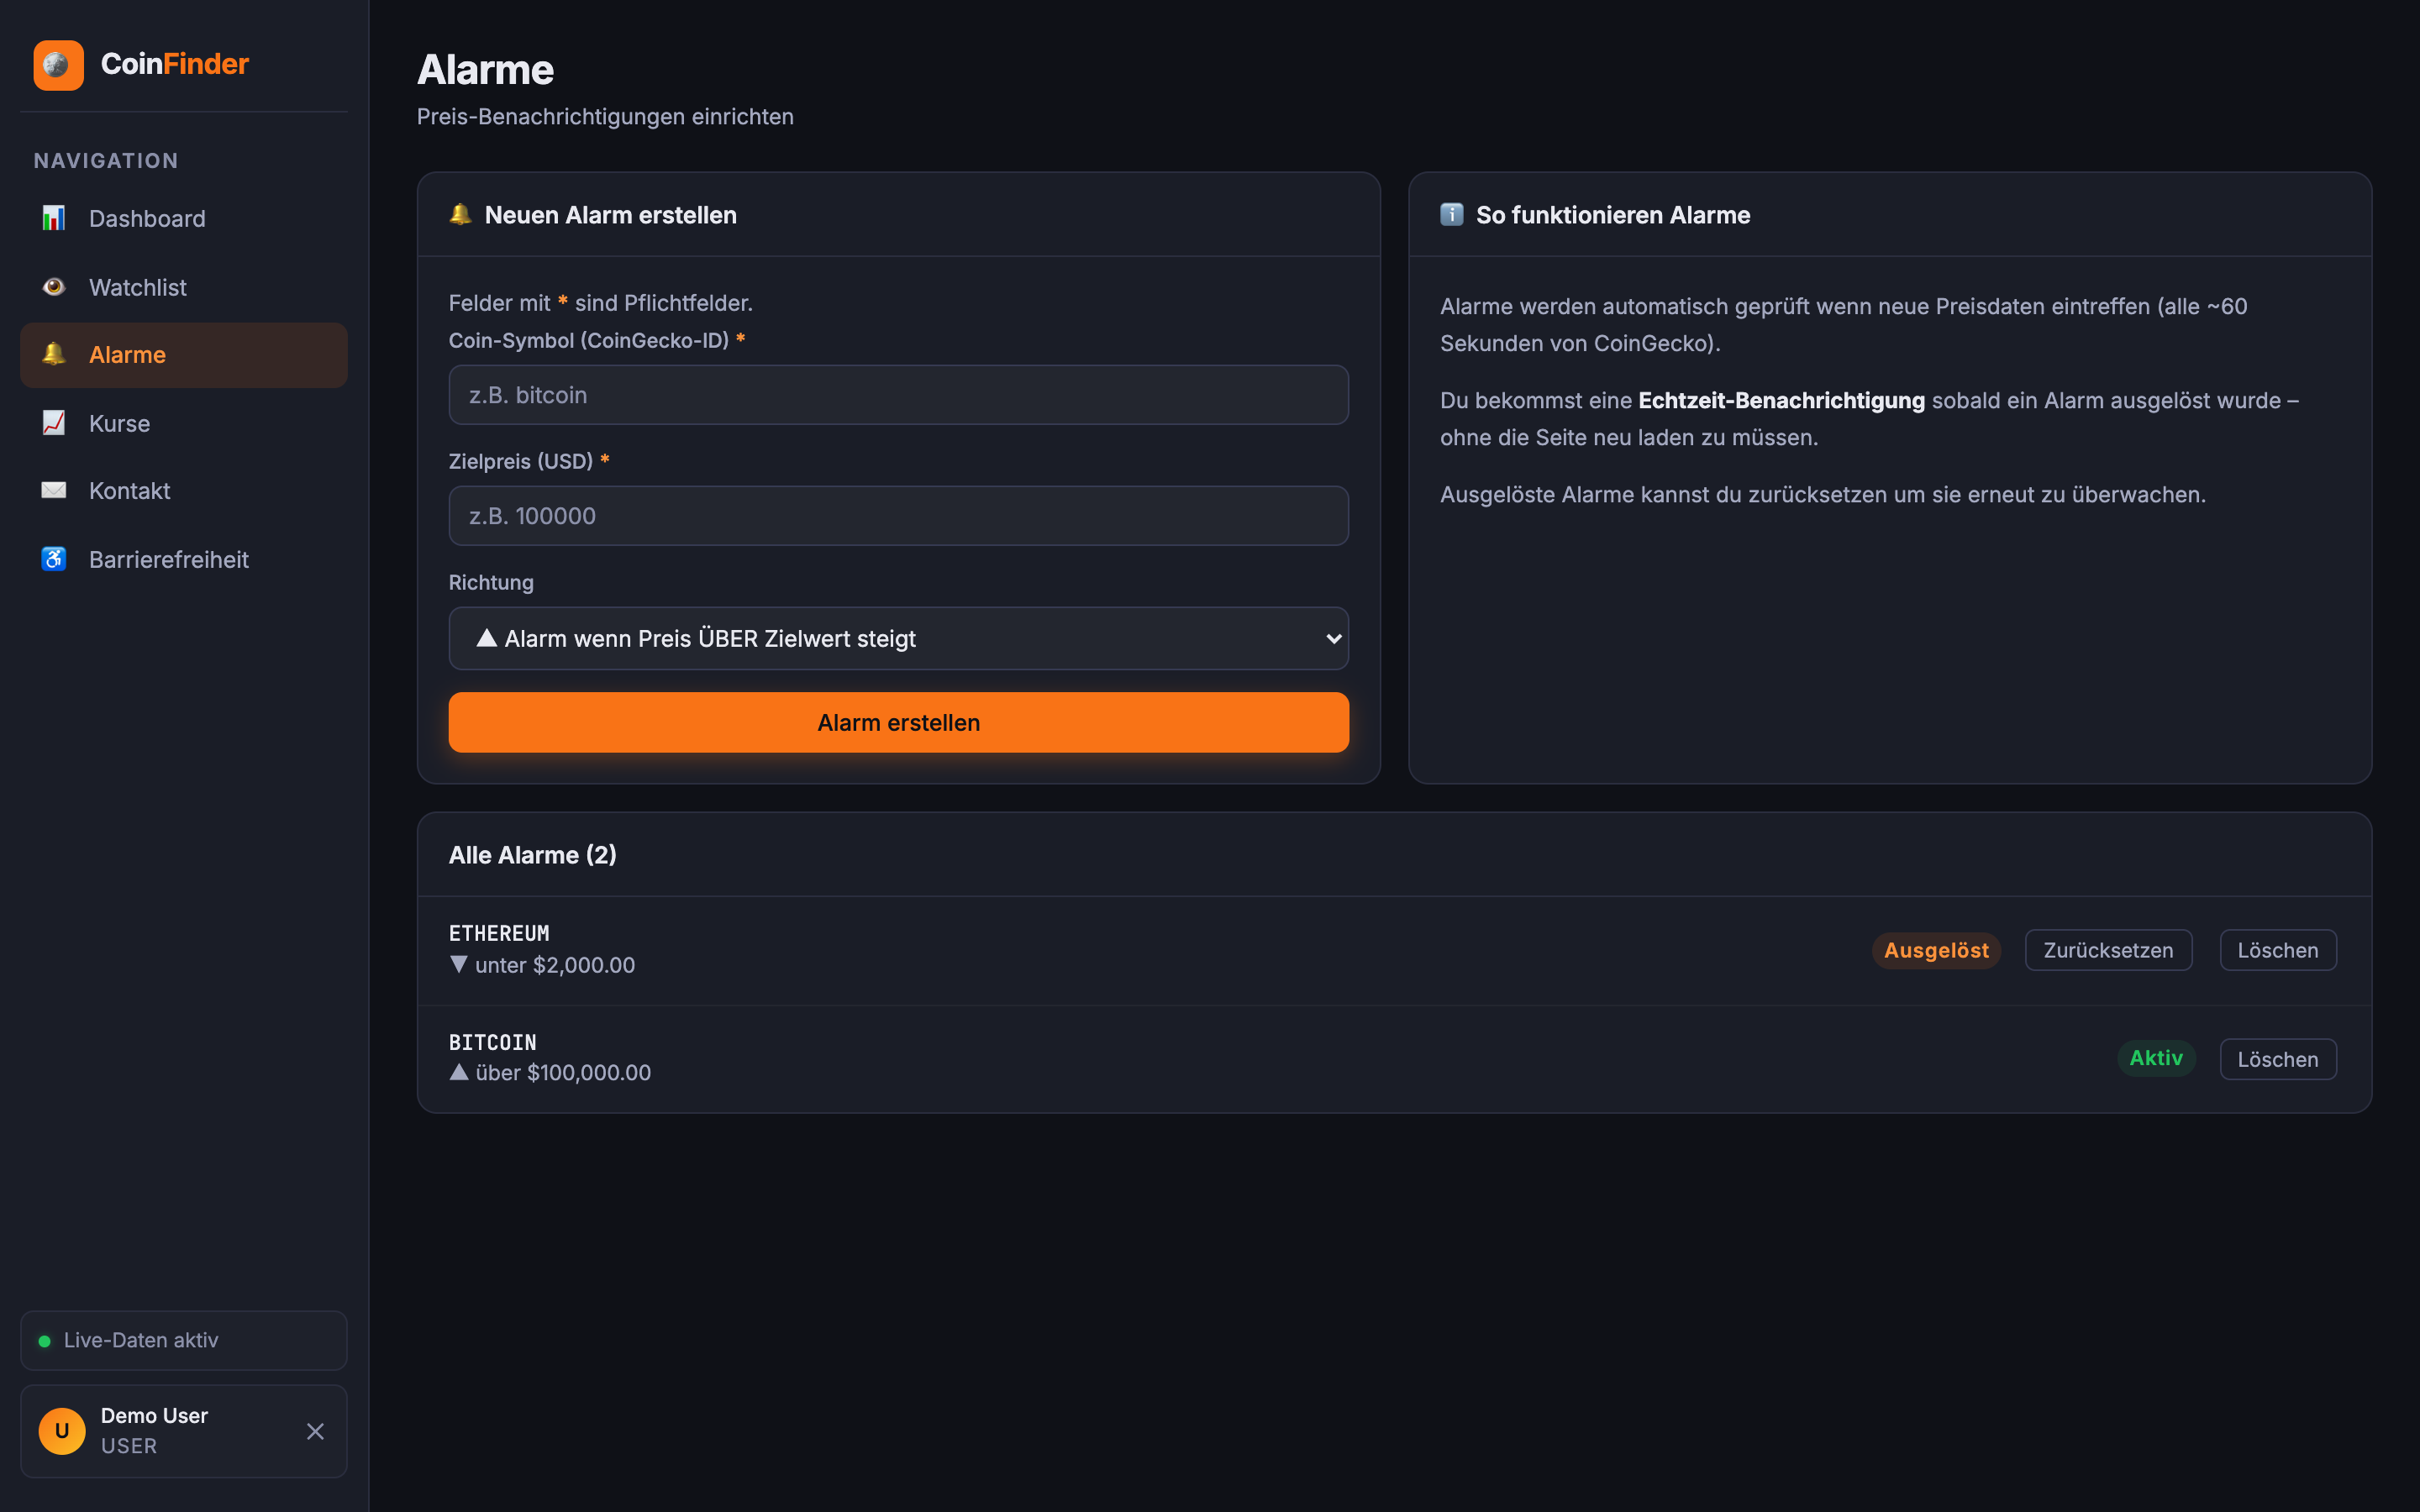 CoinFinder
NAVIGATION
Dashboard
Watchlist
Alarme
Kurse
Kontakt
Barrierefreiheit
Live-Daten aktiv
U
Demo User
USER
Alarme
Preis-Benachrichtigungen einrichten
Neuen Alarm erstellen
Felder mit * sind Pflichtfelder.
Coin-Symbol (CoinGecko-ID) *
z.B. bitcoin
Zielpreis (USD) *
z.B. 100000
Richtung
▲ Alarm wenn Preis ÜBER Zielwert steigt
Alarm erstellen
So funktionieren Alarme
Alarme werden automatisch geprüft wenn neue Preisdaten eintreffen (alle ~60
Sekunden von CoinGecko).
Du bekommst eine Echtzeit-Benachrichtigung sobald ein Alarm ausgelöst wurde –
ohne die Seite neu laden zu müssen.
Ausgelöste Alarme kannst du zurücksetzen um sie erneut zu überwachen.
Alle Alarme (2)
ETHEREUM
▼ unter $2,000.00
Ausgelöst
Zurücksetzen
Löschen
BITCOIN
▲ über $100,000.00
Aktiv
Löschen